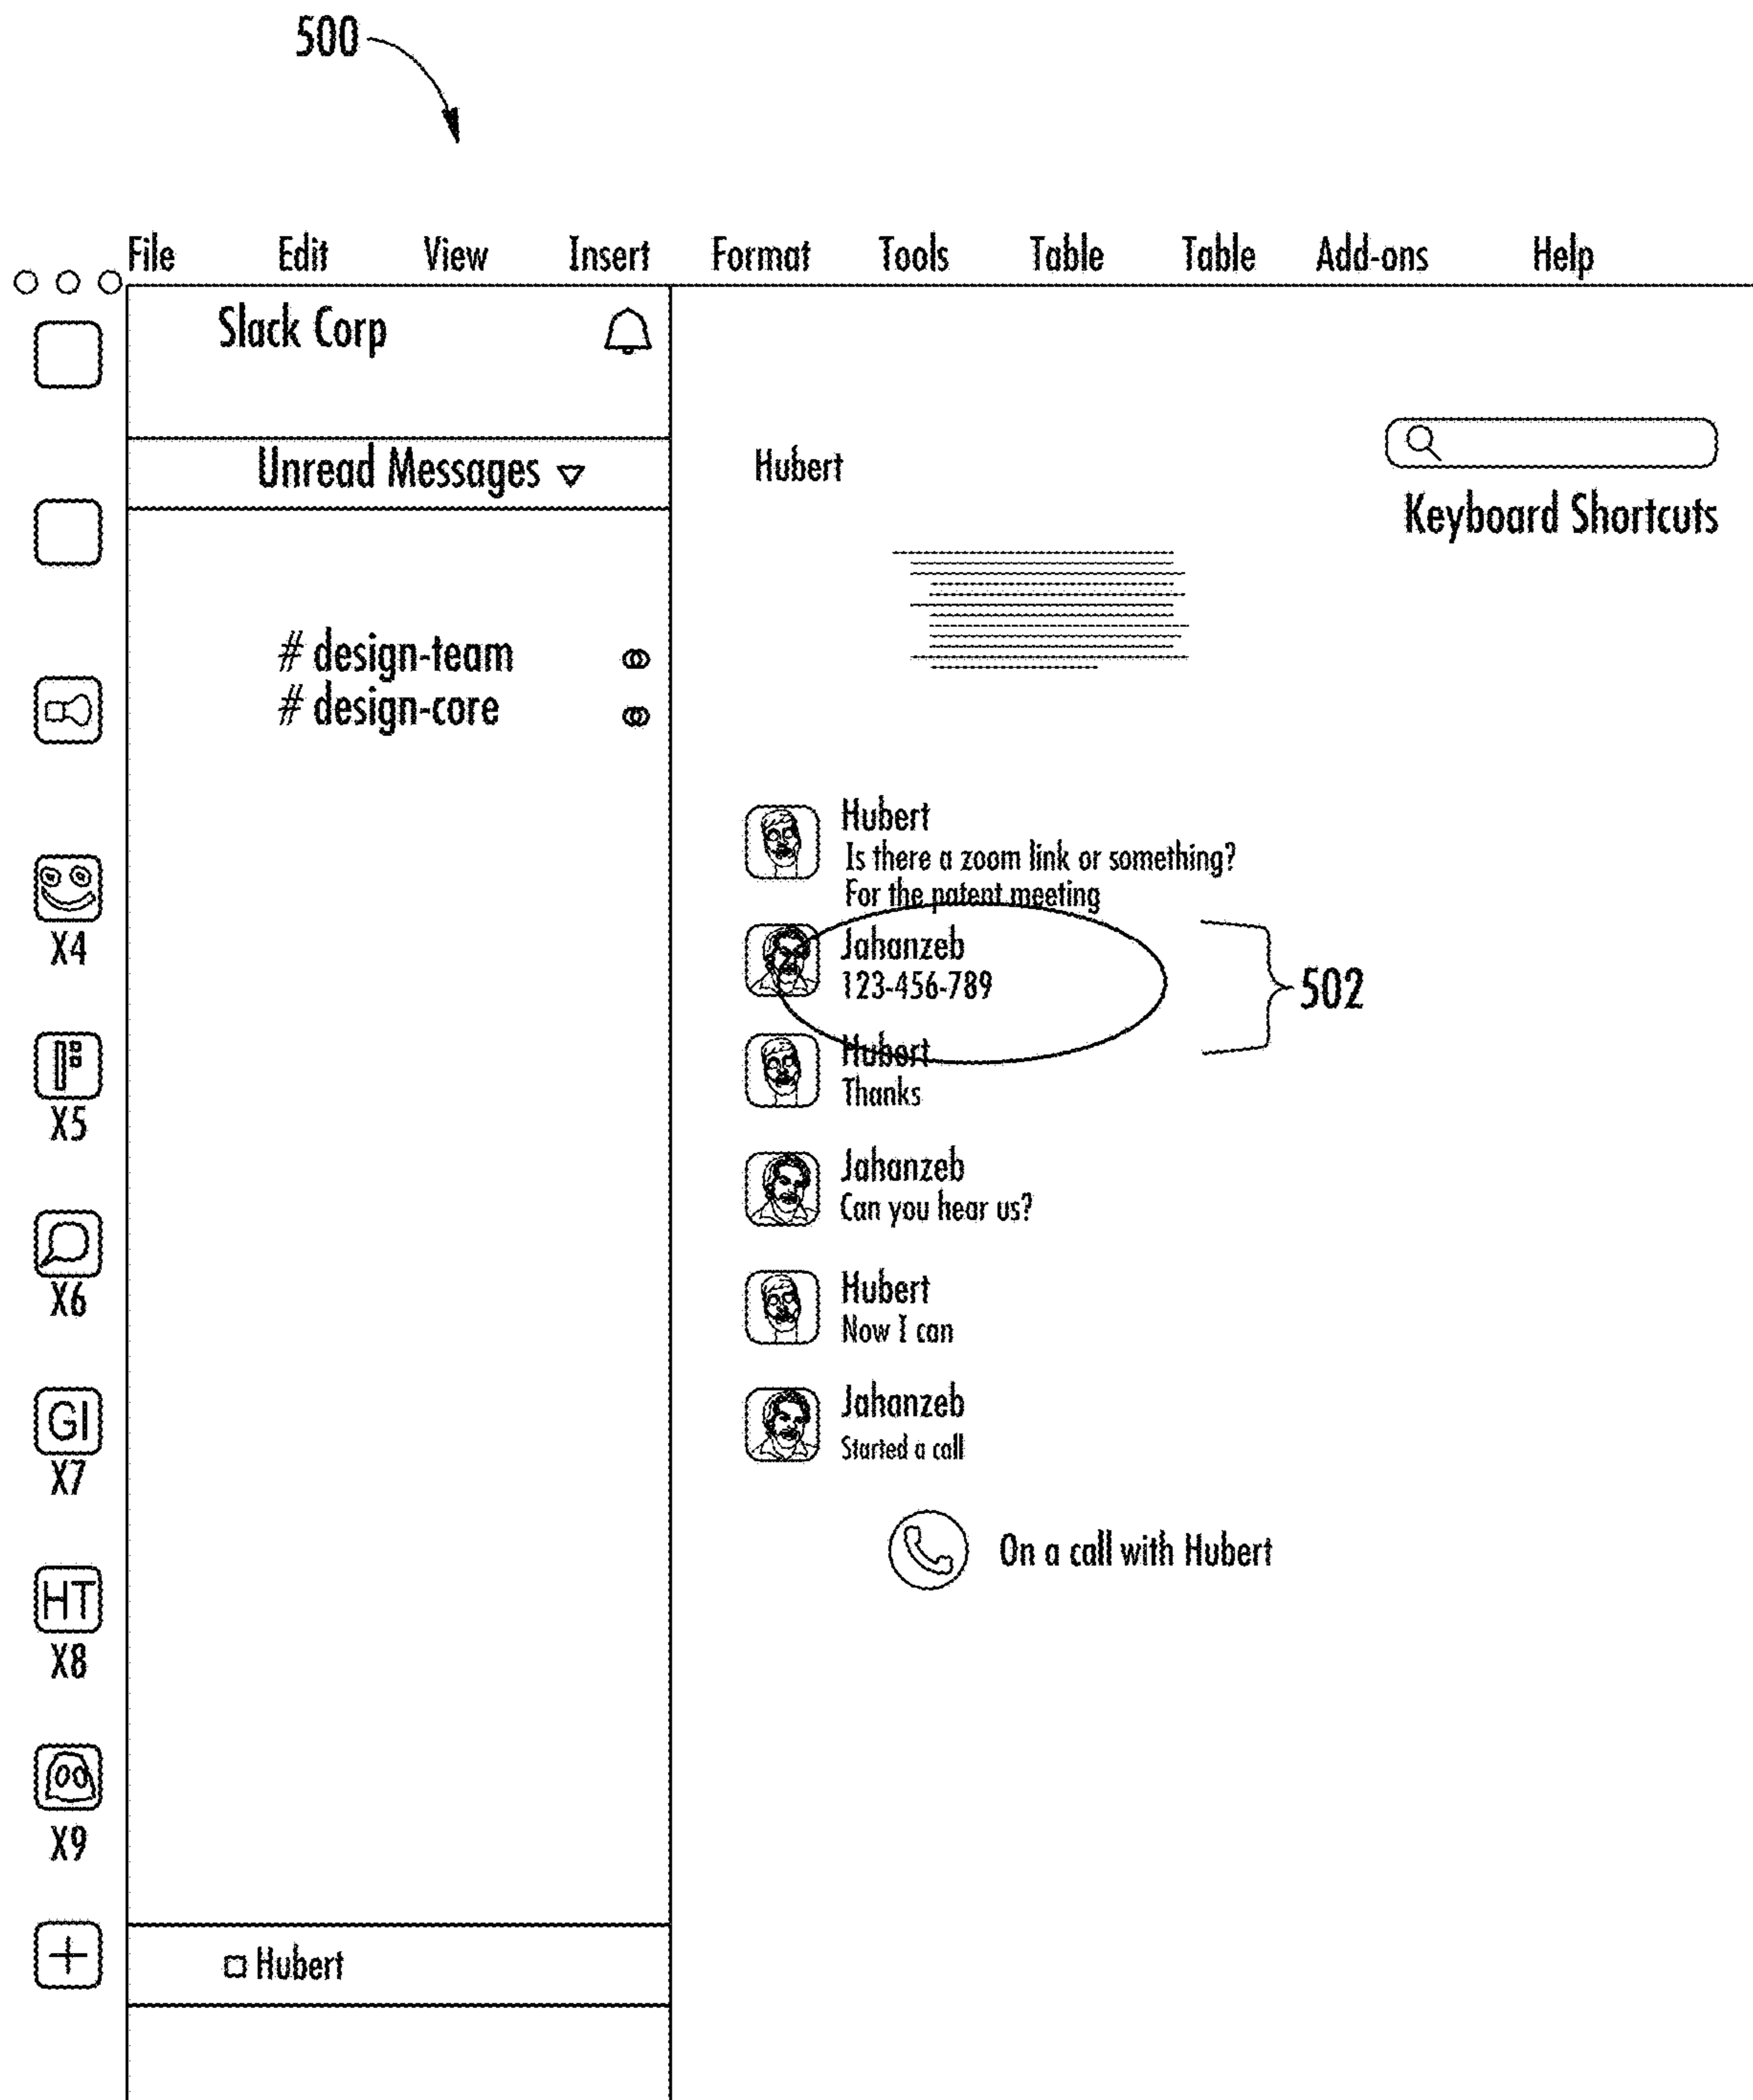 500
File Edit View Insert Format Tools Table Table Add-ons Help
Slack Corp
Unread Messages
# design-team
# design-core
X4
X5
X6
GI
X7
HT
X8
X9
Hubert
Hubert
Keyboard Shortcuts
Hubert
Is there a zoom link or something?
For the patent meeting
Jahanzeb
123-456-789
502
Hubert
Thanks
Jahanzeb
Can you hear us?
Hubert
Now I can
Jahanzeb
Started a call
On a call with Hubert